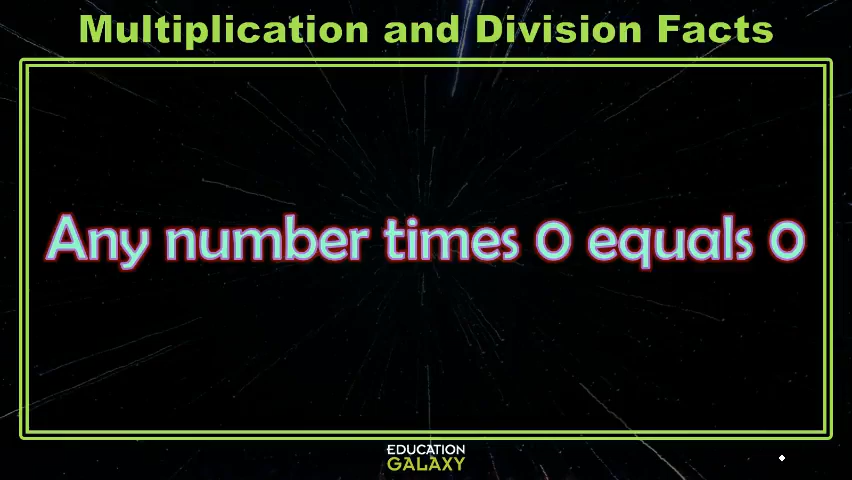 Multiplication and Division Facts
Any number times 0 equals 0
EDUCATION
GALAXY